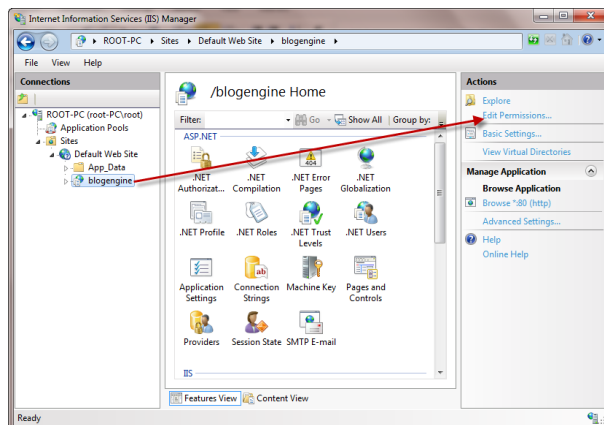 Internet Information Services (IIS) Manager
ROOT-PC
Sites
Default Web Site
blogengine
File View Help
Connections
ROOT-PC (root-PC\root)
Application Pools
Sites
Default Web Site
App_Data
blogengine
/blogengine Home
Filter: Go Show All Group by:
ASP.NET
.NET Authorizat...
.NET Compilation
.NET Error Pages
.NET Globalization
.NET Profile
.NET Roles
.NET Trust Levels
.NET Users
Application Settings
Connection Strings
Machine Key
Pages and Controls
Providers
Session State
SMTP E-mail
IIS
Features View Content View
Actions
Explore
Edit Permissions...
Basic Settings...
View Virtual Directories
Manage Application
Browse Application
Browse *:80 (http)
Advanced Settings...
Help
Online Help
Ready